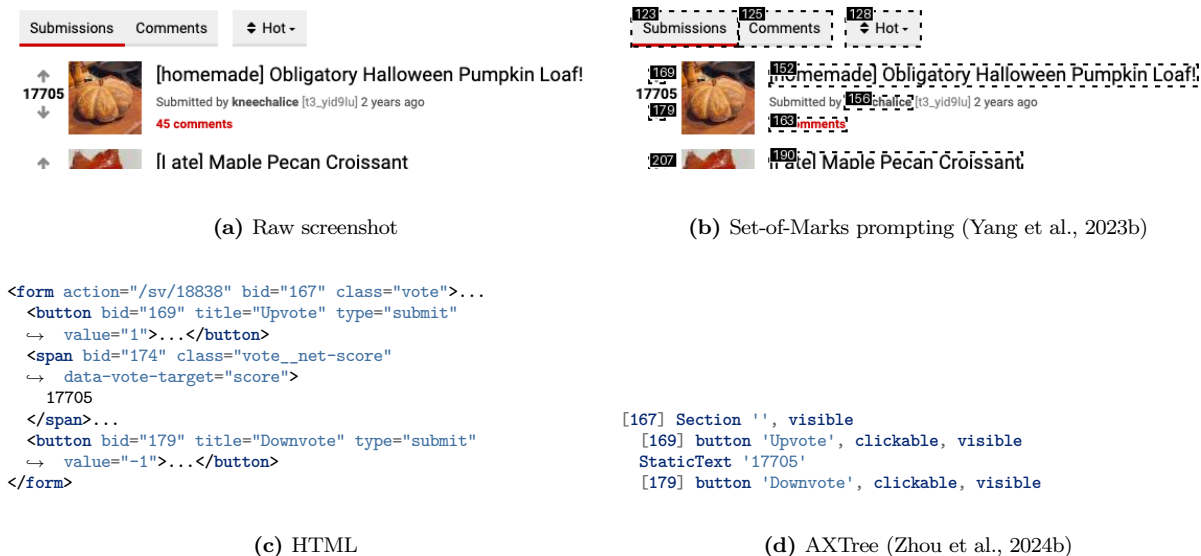 Submissions Comments Hot
17705
[homemade] Obligatory Halloween Pumpkin Loaf!
Submitted by kneechalice [t3_yid9lu] 2 years ago
45 comments
[I ate] Maple Pecan Croissant
(a) Raw screenshot
123 125 128
Submissions Comments Hot
169
17705
179
152
homemade] Obligatory Halloween Pumpkin Loaf!
Submitted by 156 chalice [t3_yid9lu] 2 years ago
163 omments
207
190 ate] Maple Pecan Croissant
(b) Set-of-Marks prompting (Yang et al., 2023b)
<form action="/sv/18838" bid="167" class="vote">...
<button bid="169" title="Upvote" type="submit"
↪ value="1">...</button>
<span bid="174" class="vote__net-score"
↪ data-vote-target="score">
17705
</span>...
<button bid="179" title="Downvote" type="submit"
↪ value="-1">...</button>
</form>
(c) HTML
[167] Section '', visible
[169] button 'Upvote', clickable, visible
StaticText '17705'
[179] button 'Downvote', clickable, visible
(d) AXTree (Zhou et al., 2024b)